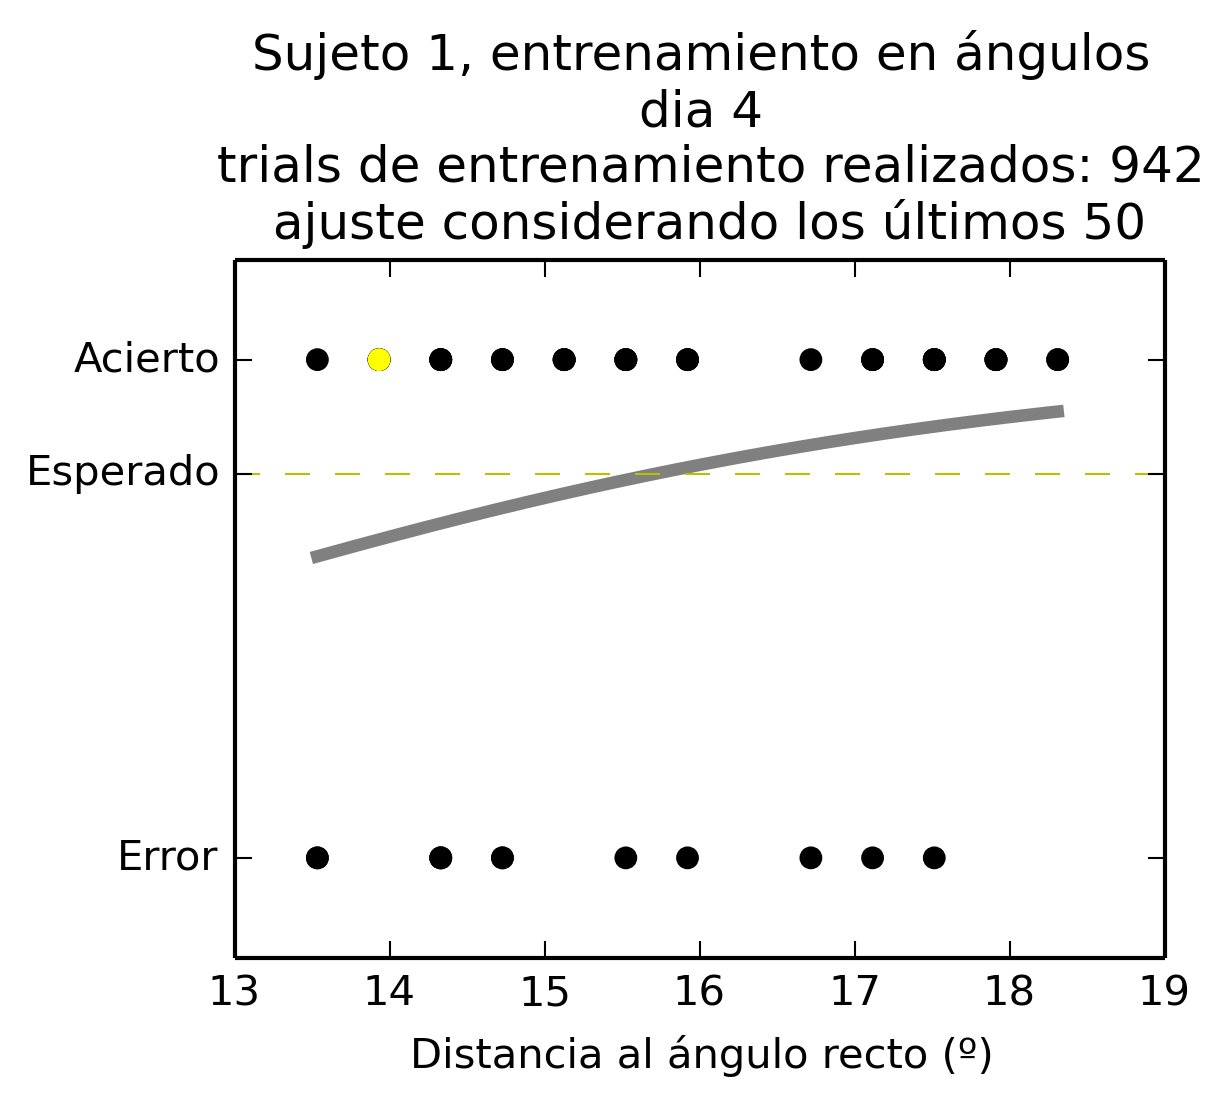 Sujeto 1, entrenamiento en ángulos
dia 4
trials de entrenamiento realizados: 942
ajuste considerando los últimos 50
Acierto
Esperado
Error
13 14 15 16 17 18 19
Distancia al ángulo recto (º)